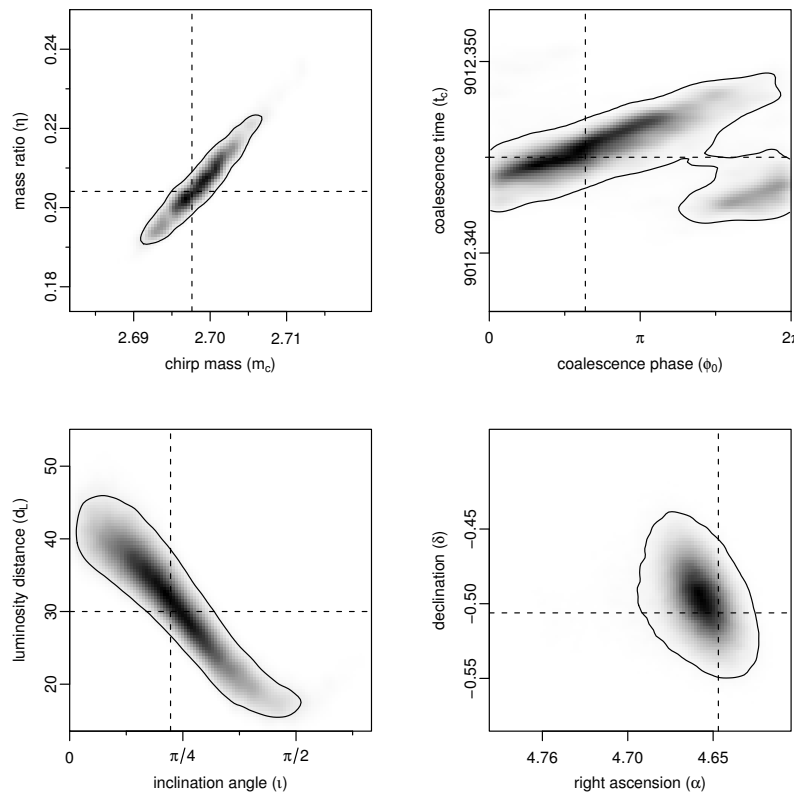 0.24
0.22
0.20
0.18
mass ratio (η)
2.69 2.70 2.71
chirp mass (m_c)
9012.350
9012.340
coalescence time (t_c)
0 π 2π
coalescence phase (ϕ_0)
50
40
30
20
luminosity distance (d_L)
0 π/4 π/2
inclination angle (ι)
−0.45
−0.50
−0.55
declination (δ)
4.76 4.70 4.65
right ascension (α)